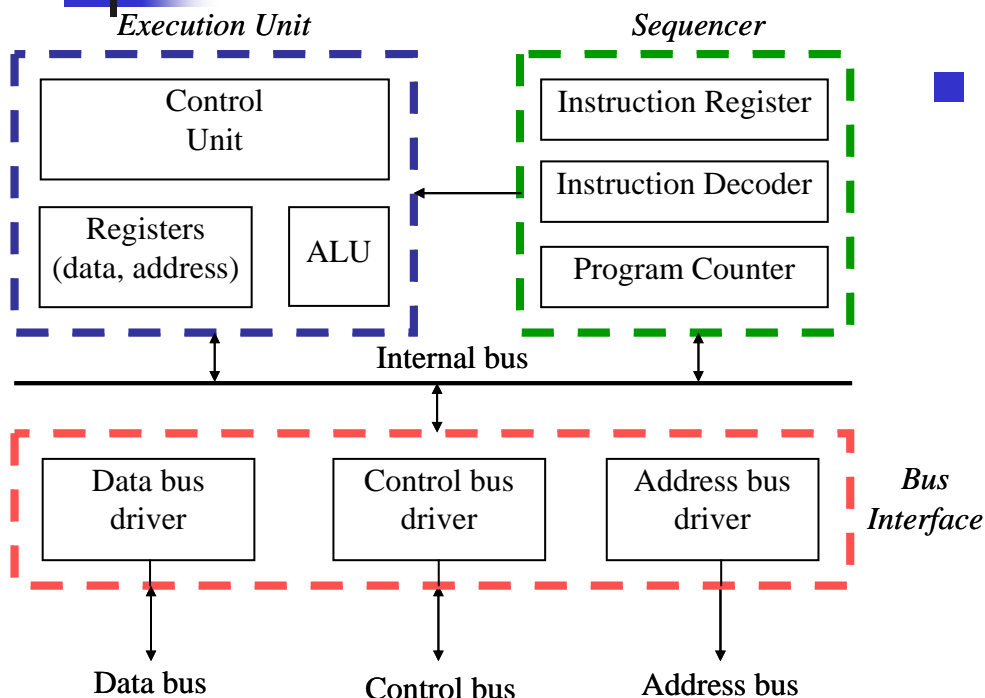 Execution Unit
Sequencer
Control
Unit
Registers
(data, address)
ALU
Instruction Register
Instruction Decoder
Program Counter
Internal bus
Data bus
driver
Control bus
driver
Address bus
driver
Bus
Interface
Data bus
Control bus
Address bus